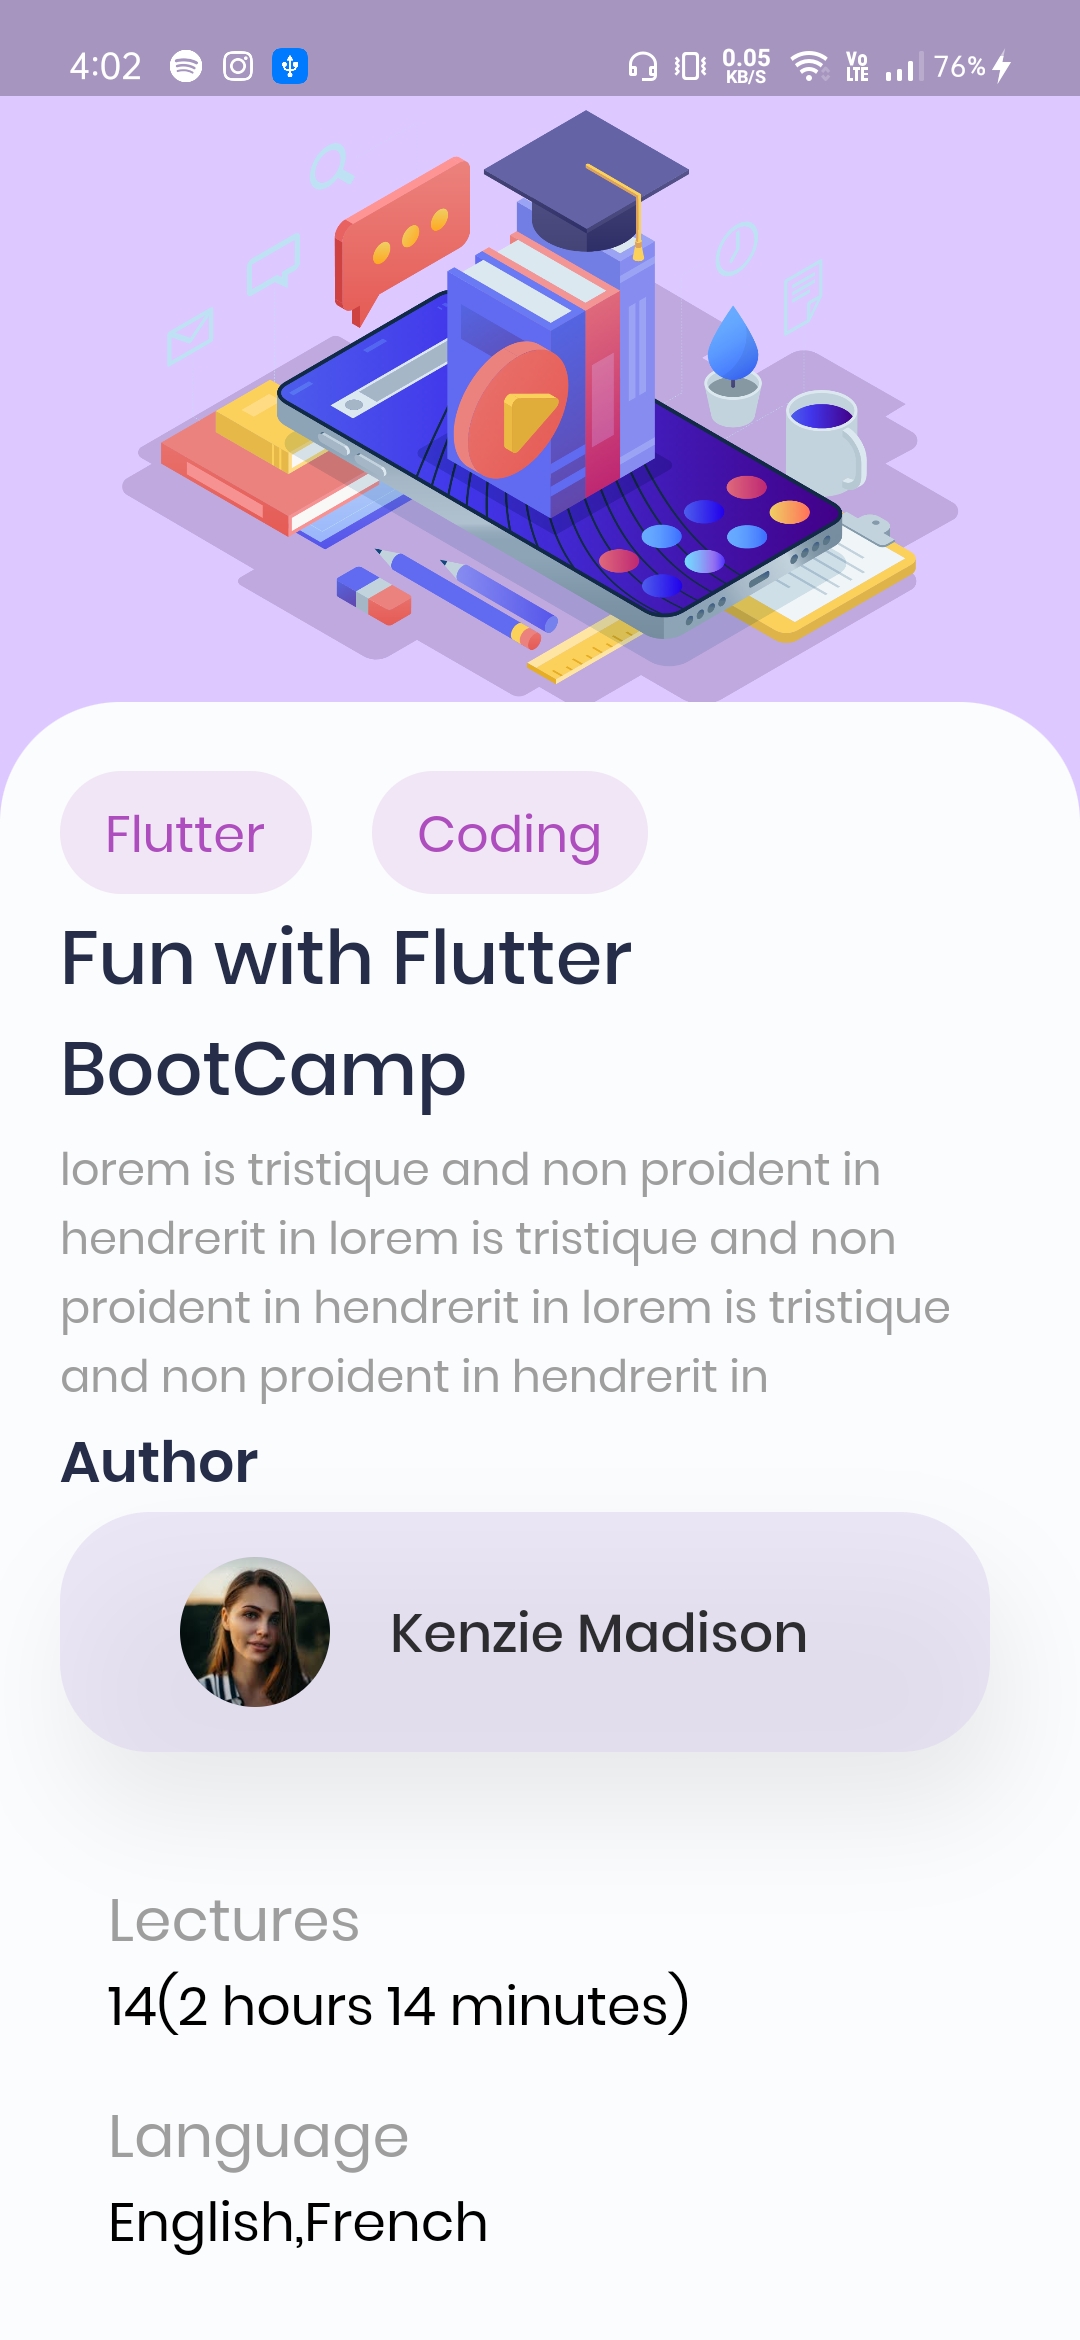 4:02 0.05 KB/S Vo LTE 76%
Flutter Coding
Fun with Flutter
BootCamp
lorem is tristique and non proident in
hendrerit in lorem is tristique and non
proident in hendrerit in lorem is tristique
and non proident in hendrerit in
Author
Kenzie Madison
Lectures
14(2 hours 14 minutes)
Language
English,French